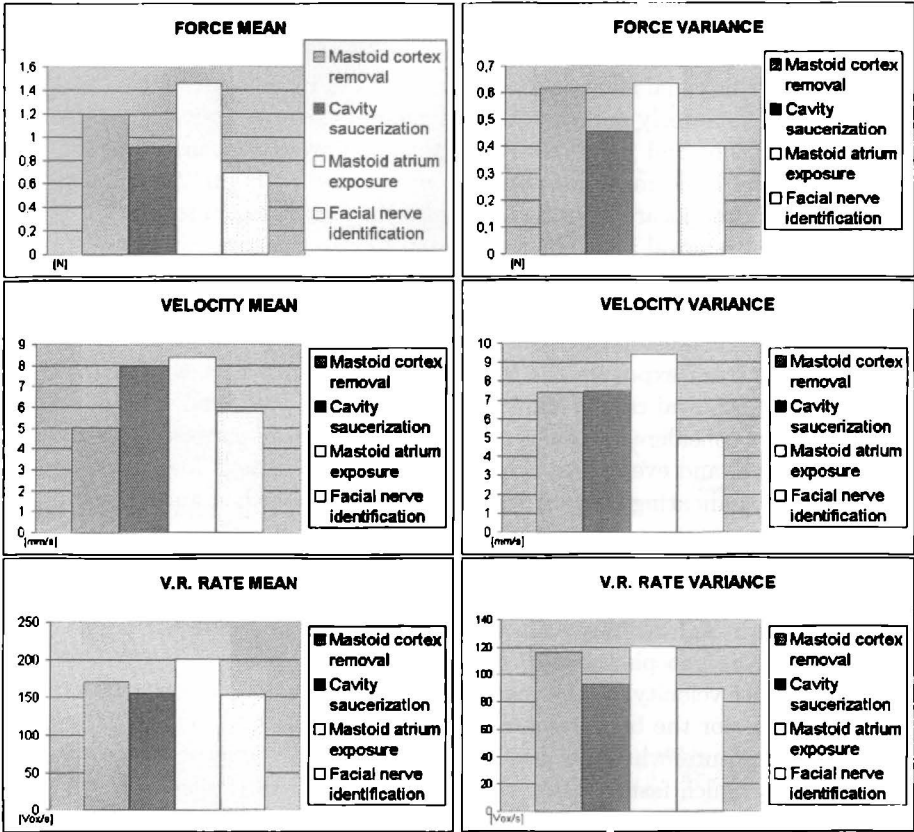 FORCE MEAN
1,6
1,4
1,2
1
0,8
0,6
0,4
0,2
0
[N]
Mastoid cortex
removal
Cavity
saucerization
Mastoid atrium
exposure
Facial nerve
identification
FORCE VARIANCE
0,7
0,6
0,5
0,4
0,3
0,2
0,1
0
[N]
Mastoid cortex
removal
Cavity
saucerization
Mastoid atrium
exposure
Facial nerve
identification
VELOCITY MEAN
9
8
7
6
5
4
3
2
1
0
[mm/s]
Mastoid cortex
removal
Cavity
saucerization
Mastoid atrium
exposure
Facial nerve
identification
VELOCITY VARIANCE
10
9
8
7
6
5
4
3
2
1
0
[mm/s]
Mastoid cortex
removal
Cavity
saucerization
Mastoid atrium
exposure
Facial nerve
identification
V.R. RATE MEAN
250
200
150
100
50
0
[Vox/s]
Mastoid cortex
removal
Cavity
saucerization
Mastoid atrium
exposure
Facial nerve
identification
V.R. RATE VARIANCE
140
120
100
80
60
40
20
0
[Vox/s]
Mastoid cortex
removal
Cavity
saucerization
Mastoid atrium
exposure
Facial nerve
identification